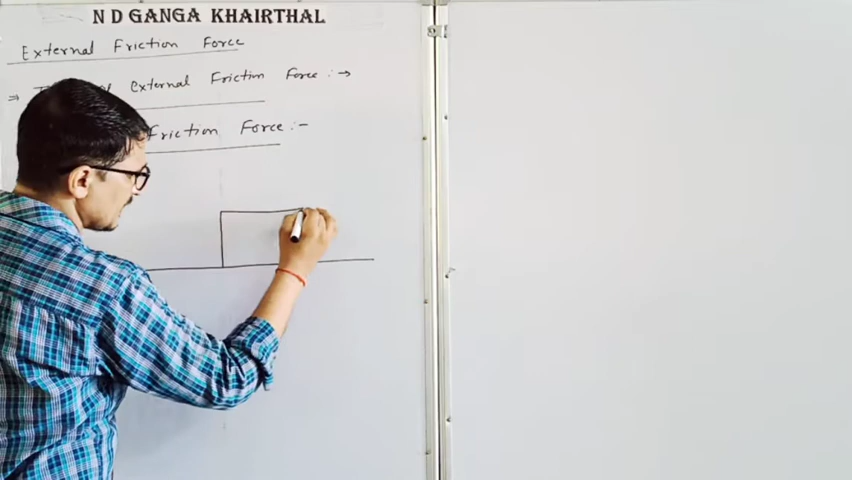 N D GANGA KHAIRTHAL
External Friction Force
⇒ external Friction Force :→
Friction Force :-